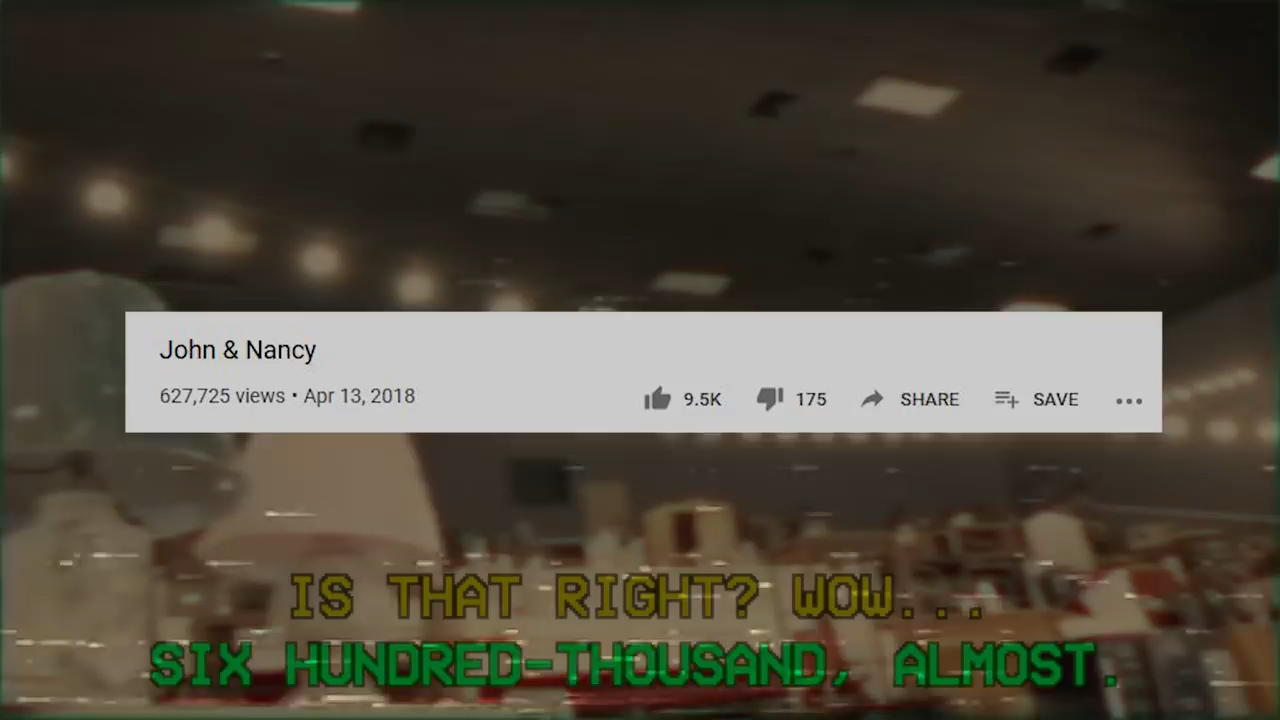 John & Nancy
627,725 views • Apr 13, 2018 9.5K 175 SHARE SAVE
IS THAT RIGHT? WOW...
SIX HUNDRED-THOUSAND, ALMOST.